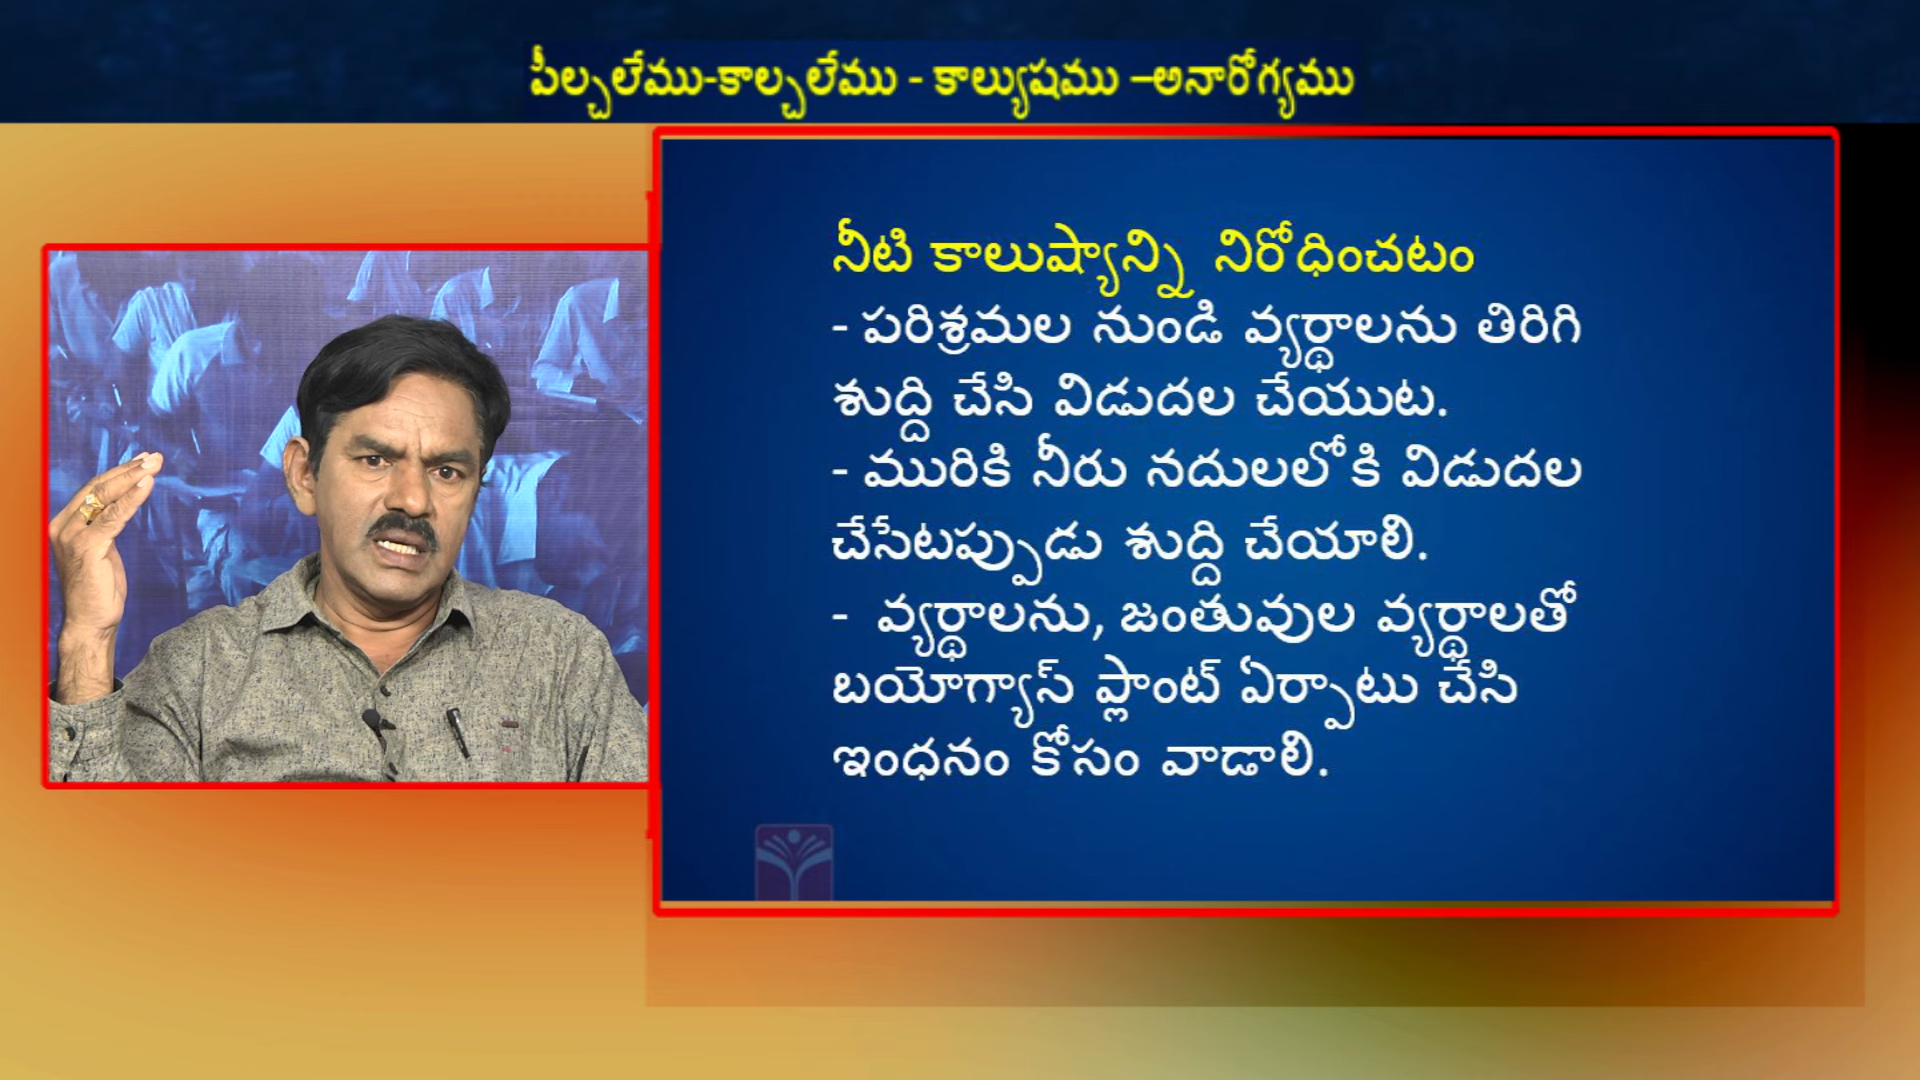 పీల్చలేము-కాల్చలేము - కాల్యుషము –అనారోగ్యము
నీటి కాలుష్యాన్ని నిరోధించటం
- పరిశ్రమల నుండి వ్యర్థాలను తిరిగి
శుద్ది చేసి విడుదల చేయుట.
- మురికి నీరు నదులలోకి విడుదల
చేసేటప్పుడు శుద్ది చేయాలి.
- వ్యర్థాలను, జంతువుల వ్యర్థాలతో
బయోగ్యాస్ ప్లాంట్ ఏర్పాటు చేసి
ఇంధనం కోసం వాడాలి.